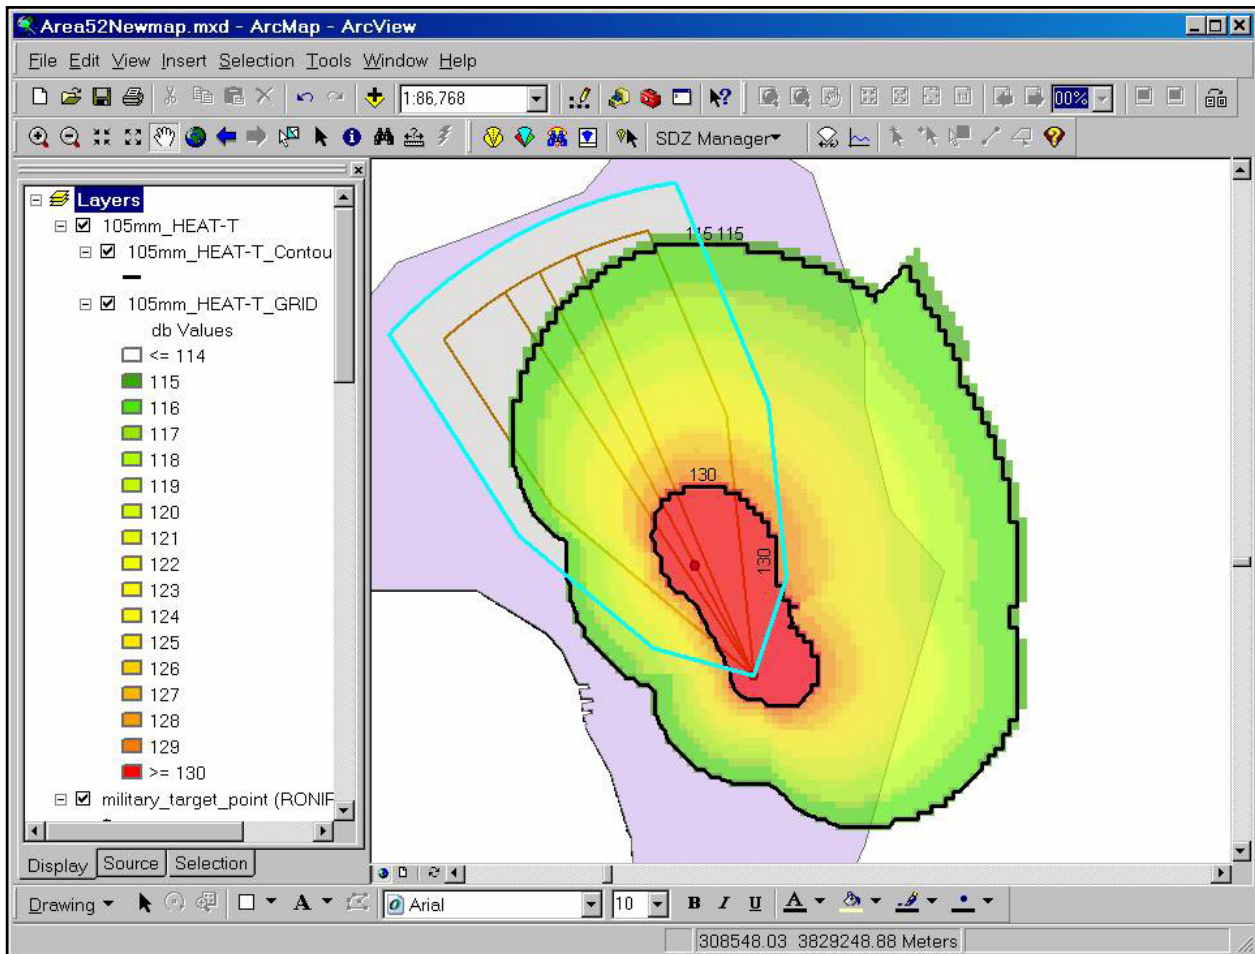 Area52Newmap.mxd - ArcMap - ArcView
File Edit View Insert Selection Tools Window Help
1:86,768
00%
SDZ Manager
Layers
105mm_HEAT-T
105mm_HEAT-T_Contou
105mm_HEAT-T_GRID
db Values
<= 114
115
116
117
118
119
120
121
122
123
124
125
126
127
128
129
>= 130
military_target_point (RONIF
115 115
130
130
Display Source Selection
Drawing A Arial 10 B I U A
308548.03 3829248.88 Meters